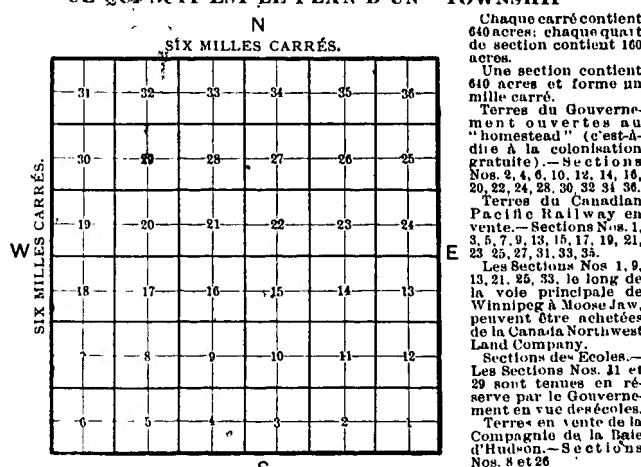 CE QUI SUIT EST LE PLAN D'UN "TOWNSHIP"
N
SIX MILLES CARRÉS.
SIX MILLES CARRÉS.
W
E
S
31 32 33 34 35 36
30 29 28 27 26 25
19 20 21 22 23 24
18 17 16 15 14 13
7 8 9 10 11 12
6 5 4 3 2 1
Chaque carré contient
640 acres; chaque quart
de section contient 160
acres.
Une section contient
640 acres et forme un
mille carré.
Terres du Gouverne-
ment ouvertes au
"homestead" (c'est-à-
dire à la colonisation
gratuite).—Sections
Nos. 2, 4, 6, 10, 12, 14, 16,
20, 22, 24, 28, 30, 32 34 36.
Terres du Canadian
Pacific Railway en
vente.—Sections Nos. 1,
3, 5, 7, 9, 13, 15, 17, 19, 21,
23 25, 27, 31, 33, 35.
Les Sections Nos 1, 9,
13, 21, 25, 33, le long de
la voie principale de
Winnipeg à Moose Jaw,
peuvent être achetées
de la Canada Northwest
Land Company.
Sections des Ecoles.—
Les Sections Nos. 11 et
29 sont tenues en ré-
serve par le Gouverne-
ment en vue des écoles.
Terres en vente de la
Compagnie de la Baie
d'Hudson.—Sections
Nos. 8 et 26